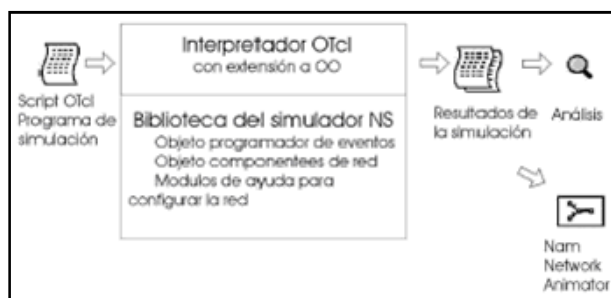 Script OTcl
Programa de
simulación
Interpretador OTcl
con extensión a OO
Biblioteca del simulador NS
Objeto programador de eventos
Objeto componentees de red
Modulos de ayuda para
configurar la red
Resultados de
la simulación
Análisis
Nam
Network
Animator